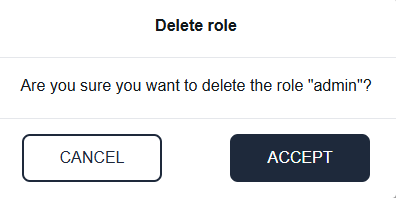 Delete role
Are you sure you want to delete the role "admin"?
CANCEL
ACCEPT